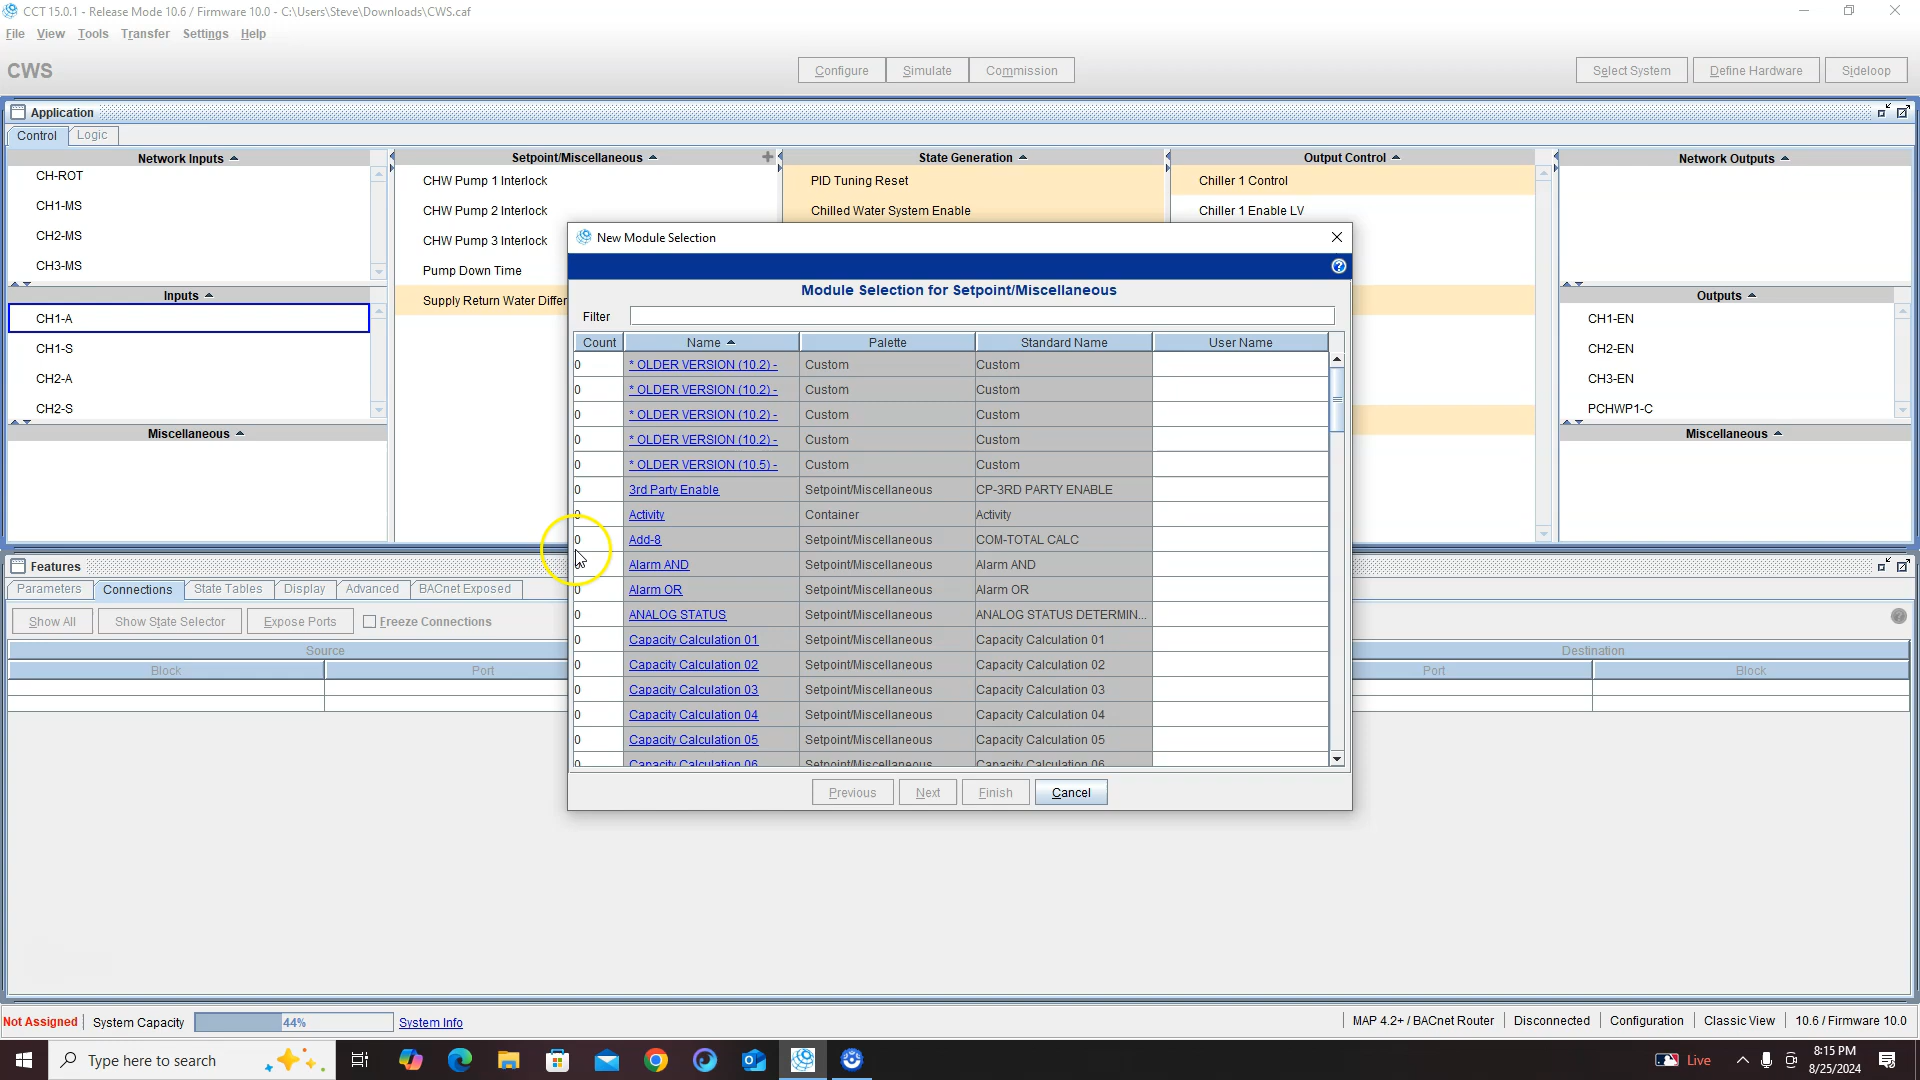 CCT 15.0.1 - Release Mode 10.6 / Firmware 10.0 - C:\Users\Steve\Downloads\CWS.caf
File View Tools Transfer Settings Help
CWS
Configure Simulate Commission
Select System Define Hardware Sideloop
Application
Control Logic
Network Inputs
CH-ROT
CH1-MS
CH2-MS
CH3-MS
Inputs
CH1-A
CH1-S
CH2-A
CH2-S
Miscellaneous
Setpoint/Miscellaneous
CHW Pump 1 Interlock
CHW Pump 2 Interlock
CHW Pump 3 Interlock
Pump Down Time
Supply Return Water Differ
State Generation
PID Tuning Reset
Chilled Water System Enable
Output Control
Chiller 1 Control
Chiller 1 Enable LV
Network Outputs
Outputs
CH1-EN
CH2-EN
CH3-EN
PCHWP1-C
Miscellaneous
New Module Selection
Module Selection for Setpoint/Miscellaneous
Filter
Count Name Palette Standard Name User Name
0 * OLDER VERSION (10.2) - Custom Custom
0 * OLDER VERSION (10.2) - Custom Custom
0 * OLDER VERSION (10.2) - Custom Custom
0 * OLDER VERSION (10.2) - Custom Custom
0 * OLDER VERSION (10.5) - Custom Custom
0 3rd Party Enable Setpoint/Miscellaneous CP-3RD PARTY ENABLE
0 Activity Container Activity
0 Add-8 Setpoint/Miscellaneous COM-TOTAL CALC
0 Alarm AND Setpoint/Miscellaneous Alarm AND
0 Alarm OR Setpoint/Miscellaneous Alarm OR
0 ANALOG STATUS Setpoint/Miscellaneous ANALOG STATUS DETERMIN...
0 Capacity Calculation 01 Setpoint/Miscellaneous Capacity Calculation 01
0 Capacity Calculation 02 Setpoint/Miscellaneous Capacity Calculation 02
0 Capacity Calculation 03 Setpoint/Miscellaneous Capacity Calculation 03
0 Capacity Calculation 04 Setpoint/Miscellaneous Capacity Calculation 04
0 Capacity Calculation 05 Setpoint/Miscellaneous Capacity Calculation 05
0 Capacity Calculation 06 Setpoint/Miscellaneous Capacity Calculation 06
Previous Next Finish Cancel
Features
Parameters Connections State Tables Display Advanced BACnet Exposed
Show All Show State Selector Expose Ports Freeze Connections
Source Destination
Block Port Port Block
Not Assigned System Capacity 44% System Info
MAP 4.2+ / BACnet Router Disconnected Configuration Classic View 10.6 / Firmware 10.0
Type here to search
Live
8:15 PM
8/25/2024